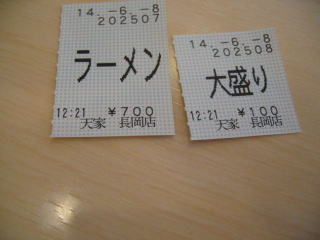 14.-6.-8
202507
ラーメン
12:21 ¥700
天家 長岡店
14.-6.-8
202508
大盛り
12:21 ¥100
天家 長岡店